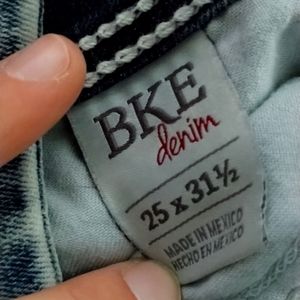 BKE
denim
25 x 31½
MADE IN MEXICO
HECHO EN MEXICO